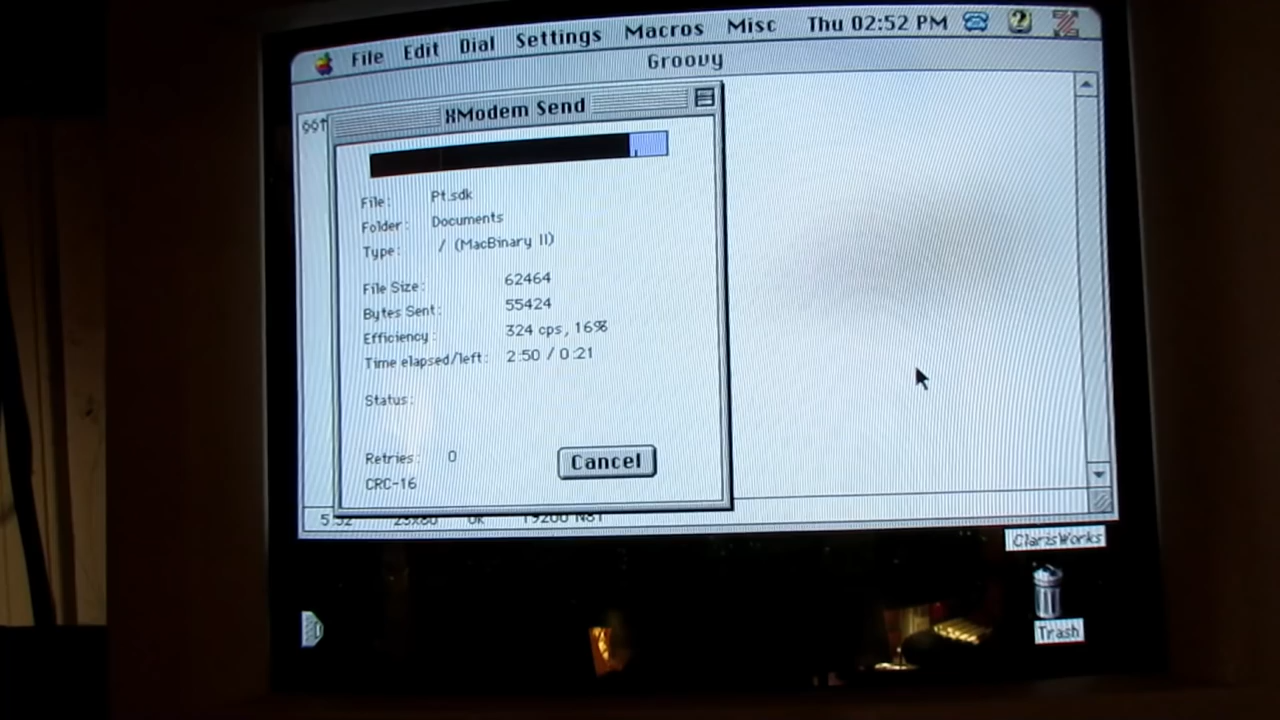 File Edit Dial Settings Macros Misc Thu 02:52 PM
Groovy
XModem Send
File: Pt.sdk
Folder: Documents
Type: / (MacBinary II)
File Size: 62464
Bytes Sent: 55424
Efficiency: 324 cps, 16%
Time elapsed/left: 2:50 / 0:21
Status:
Retries: 0
CRC-16
Cancel
19200 N81
ClarisWorks
Trash